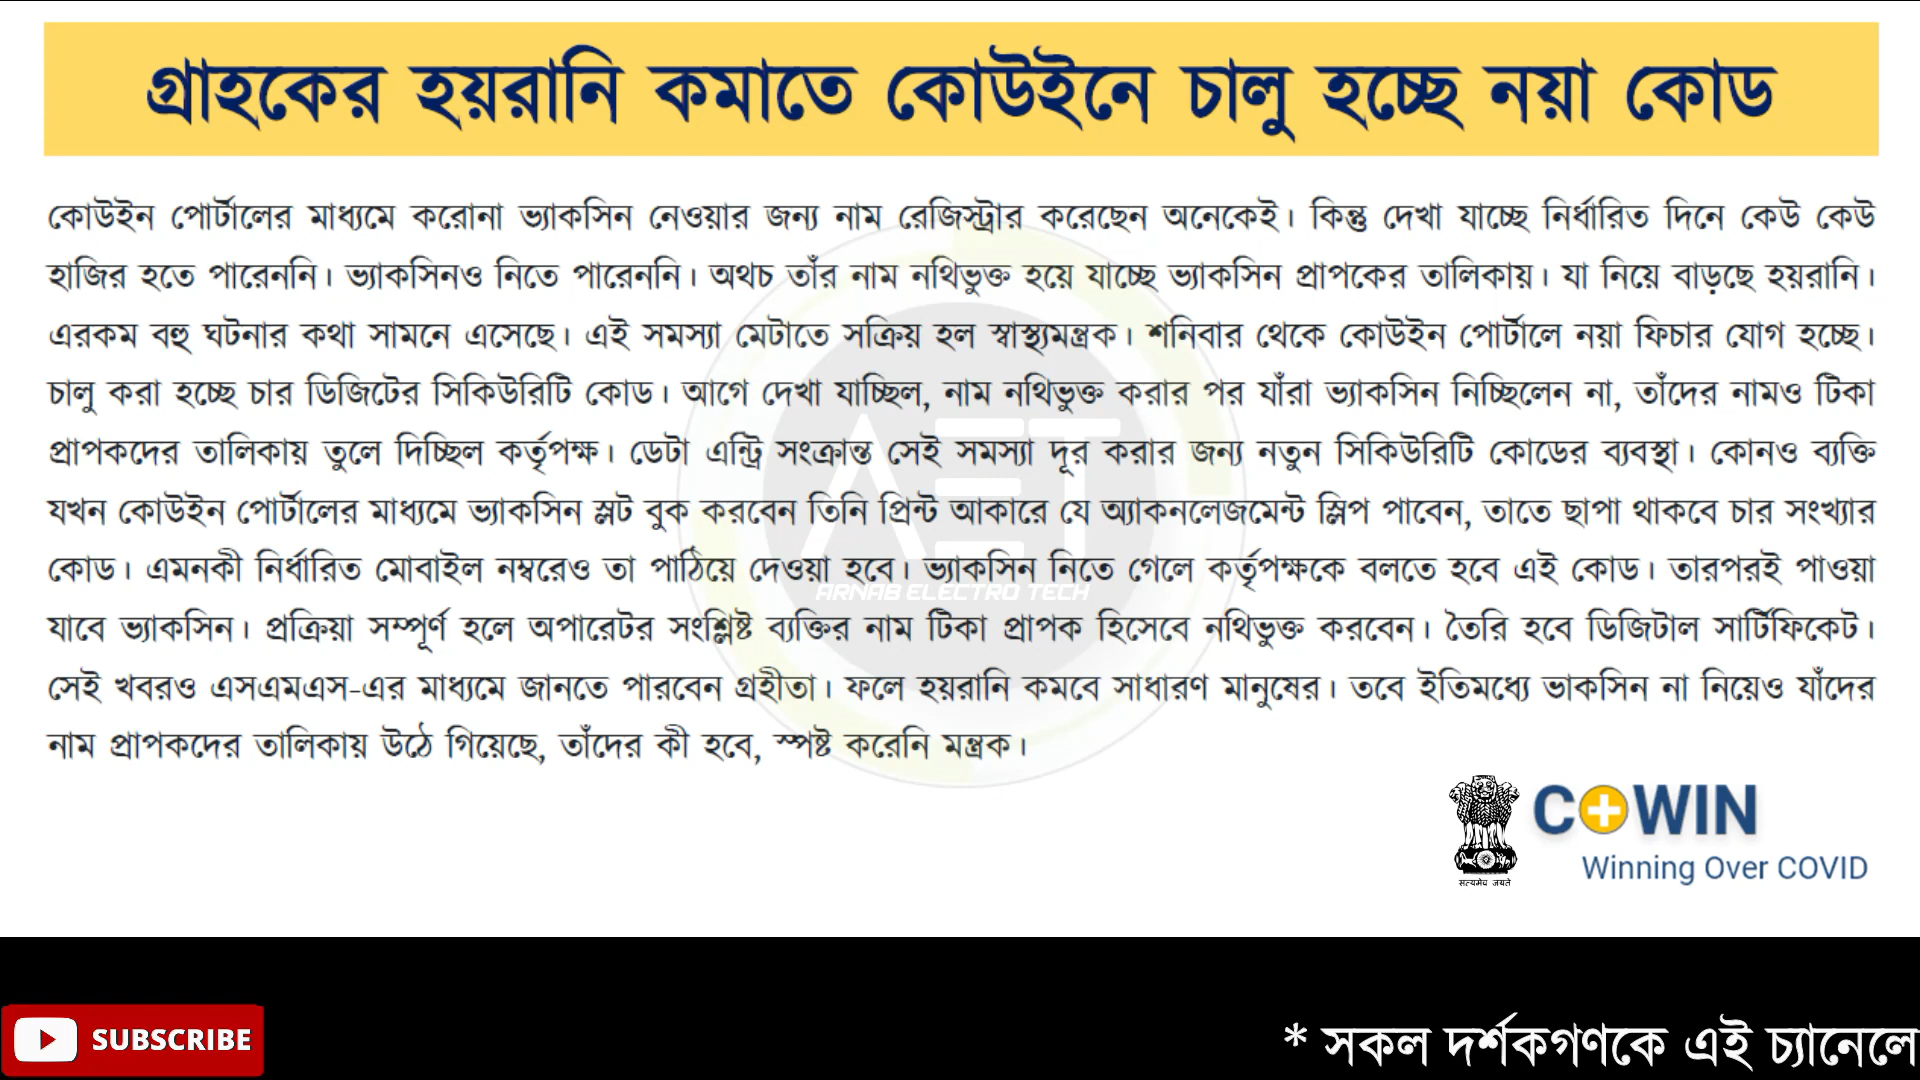 গ্রাহকের হয়রানি কমাতে কোউইনে চালু হচ্ছে নয়া কোড
কোউইন পোর্টালের মাধ্যমে করোনা ভ্যাকসিন নেওয়ার জন্য নাম রেজিস্ট্রার করেছেন অনেকেই। কিন্তু দেখা যাচ্ছে নির্ধারিত দিনে কেউ কেউ
হাজির হতে পারেননি। ভ্যাকসিনও নিতে পারেননি। অথচ তাঁর নাম নথিভুক্ত হয়ে যাচ্ছে ভ্যাকসিন প্রাপকের তালিকায়। যা নিয়ে বাড়ছে হয়রানি।
এরকম বহু ঘটনার কথা সামনে এসেছে। এই সমস্যা মেটাতে সক্রিয় হল স্বাস্থ্যমন্ত্রক। শনিবার থেকে কোউইন পোর্টালে নয়া ফিচার যোগ হচ্ছে।
চালু করা হচ্ছে চার ডিজিটের সিকিউরিটি কোড। আগে দেখা যাচ্ছিল, নাম নথিভুক্ত করার পর যাঁরা ভ্যাকসিন নিচ্ছিলেন না, তাঁদের নামও টিকা
প্রাপকদের তালিকায় তুলে দিচ্ছিল কর্তৃপক্ষ। ডেটা এন্ট্রি সংক্রান্ত সেই সমস্যা দূর করার জন্য নতুন সিকিউরিটি কোডের ব্যবস্থা। কোনও ব্যক্তি
যখন কোউইন পোর্টালের মাধ্যমে ভ্যাকসিন স্লট বুক করবেন তিনি প্রিন্ট আকারে যে অ্যাকনলেজমেন্ট স্লিপ পাবেন, তাতে ছাপা থাকবে চার সংখ্যার
কোড। এমনকী নির্ধারিত মোবাইল নম্বরেও তা পাঠিয়ে দেওয়া হবে। ভ্যাকসিন নিতে গেলে কর্তৃপক্ষকে বলতে হবে এই কোড। তারপরই পাওয়া
যাবে ভ্যাকসিন। প্রক্রিয়া সম্পূর্ণ হলে অপারেটর সংশ্লিষ্ট ব্যক্তির নাম টিকা প্রাপক হিসেবে নথিভুক্ত করবেন। তৈরি হবে ডিজিটাল সার্টিফিকেট।
সেই খবরও এসএমএস-এর মাধ্যমে জানতে পারবেন গ্রহীতা। ফলে হয়রানি কমবে সাধারণ মানুষের। তবে ইতিমধ্যে ভাকসিন না নিয়েও যাঁদের
নাম প্রাপকদের তালিকায় উঠে গিয়েছে, তাঁদের কী হবে, স্পষ্ট করেনি মন্ত্রক।
AET
ARNAB ELECTRO TECH
सत्यमेव जयते
COWIN
Winning Over COVID
SUBSCRIBE
* সকল দর্শকগণকে এই চ্যানেলে